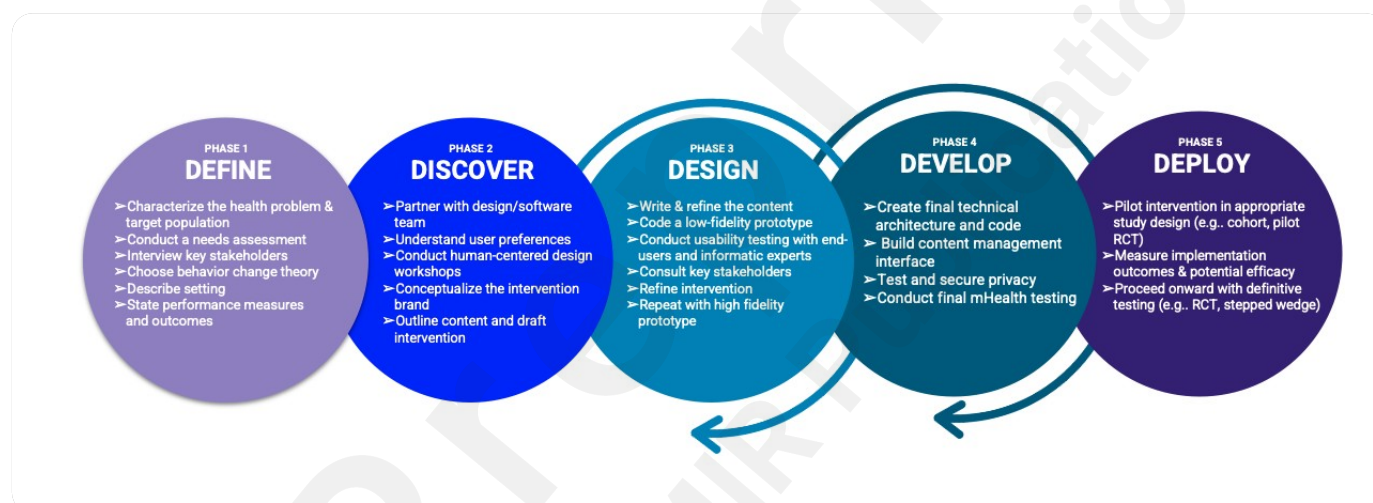 PHASE 1
DEFINE
➢Characterize the health problem &
target population
➢Conduct a needs assessment
➢Interview key stakeholders
➢Choose behavior change theory
➢Describe setting
➢State performance measures
and outcomes
PHASE 2
DISCOVER
➢Partner with design/software
team
➢Understand user preferences
➢Conduct human-centered design
workshops
➢Conceptualize the intervention
brand
➢Outline content and draft
intervention
PHASE 3
DESIGN
➢Write & refine the content
➢Code a low-fidelity prototype
➢Conduct usability testing with end-
users and informatic experts
➢Consult key stakeholders
➢Refine intervention
➢Repeat with high fidelity
prototype
PHASE 4
DEVELOP
➢Create final technical
architecture and code
➢ Build content management
interface
➢Test and secure privacy
➢Conduct final mHealth testing
PHASE 5
DEPLOY
➢Pilot intervention in appropriate
study design (e.g.. cohort, pilot
RCT)
➢Measure implementation
outcomes & potential efficacy
➢Proceed onward with definitive
testing (e.g.. RCT, stepped wedge)